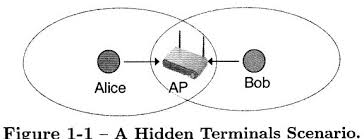 Alice
AP
Bob
Figure 1-1 – A Hidden Terminals Scenario.